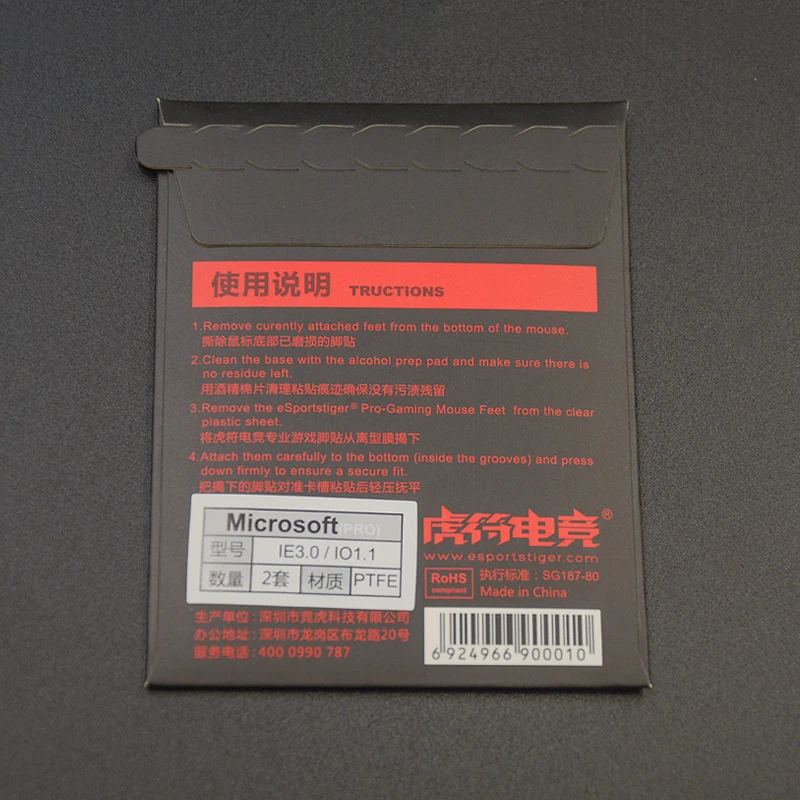 使用说明 TRUCTIONS
1.Remove curently attached feet from the bottom of the mouse.
撕除鼠标底部已磨损的脚贴
2.Clean the base with the alcohol prep pad and make sure there is
no residue left.
用酒精棉片清理粘贴痕迹确保没有污渍残留
3.Remove the eSportstiger® Pro-Gaming Mouse Feet from the clear
plastic sheet.
将虎符电竞专业游戏脚贴从离型膜揭下
4.Attach them carefully to the bottom (inside the grooves) and press
down firmly to ensure a secure fit.
把揭下的脚贴对准卡槽粘贴后轻压抚平
Microsoft (PRO)
型号 IE3.0 / IO1.1
数量 2套 材质 PTFE
虎符电竞®
www.esportstiger.com
RoHS compliant 执行标准：SG187-80
Made in China
生产单位：深圳市竞虎科技有限公司
办公地址：深圳市龙岗区布龙路20号
服务电话：400 0990 787
6 924966 900010